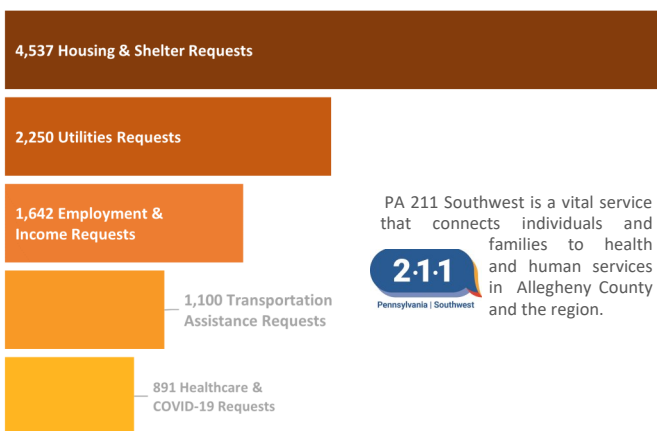 4,537 Housing & Shelter Requests
2,250 Utilities Requests
1,642 Employment &
Income Requests
1,100 Transportation
Assistance Requests
891 Healthcare &
COVID-19 Requests
PA 211 Southwest is a vital service
that connects individuals and
families to health
and human services
in Allegheny County
and the region.
2·1·1
Pennsylvania | Southwest